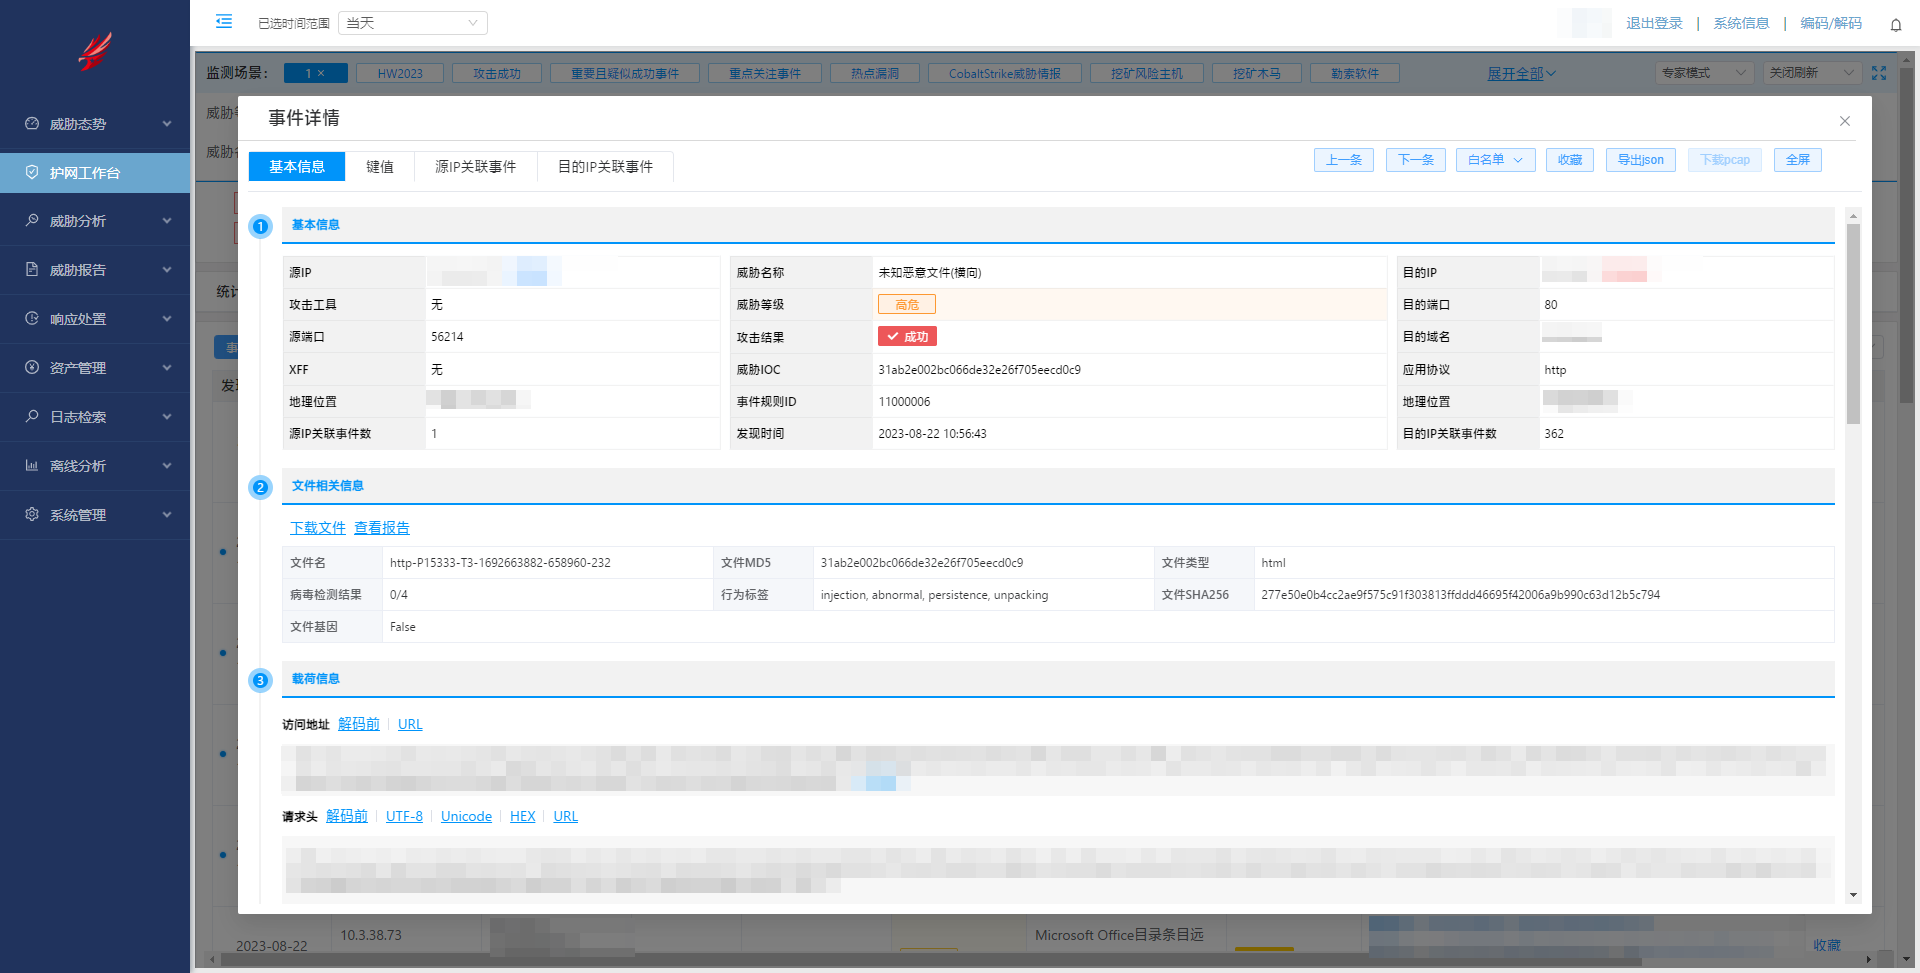 已选时间范围 当天 退出登录 | 系统信息 | 编码/解码
监测场景： 1 × HW2023 攻击成功 重要且疑似成功事件 重点关注事件 热点漏洞 CobaltStrike威胁情报 挖矿风险主机 挖矿木马 勒索软件 展开全部 专家模式 关闭刷新
威胁态势
护网工作台
威胁分析
威胁报告
响应处置
资产管理
日志检索
离线分析
系统管理
威胁
威胁
统计
事
发现
事件详情
基本信息 键值 源IP关联事件 目的IP关联事件 上一条 下一条 白名单 收藏 导出json 下载pcap 全屏
1 基本信息
源IP 威胁名称 未知恶意文件(横向) 目的IP
攻击工具 无 威胁等级 高危 目的端口 80
源端口 56214 攻击结果 成功 目的域名
XFF 无 威胁IOC 31ab2e002bc066de32e26f705eecd0c9 应用协议 http
地理位置 事件规则ID 11000006 地理位置
源IP关联事件数 1 发现时间 2023-08-22 10:56:43 目的IP关联事件数 362
2 文件相关信息
下载文件 查看报告
文件名 http-P15333-T3-1692663882-658960-232 文件MD5 31ab2e002bc066de32e26f705eecd0c9 文件类型 html
病毒检测结果 0/4 行为标签 injection, abnormal, persistence, unpacking 文件SHA256 277e50e0b4cc2ae9f575c91f303813ffddd46695f42006a9b990c63d12b5c794
文件基因 False
3 载荷信息
访问地址 解码前 URL
请求头 解码前 UTF-8 Unicode HEX URL
2023-08-22 10.3.38.73 Microsoft Office目录条目远 收藏